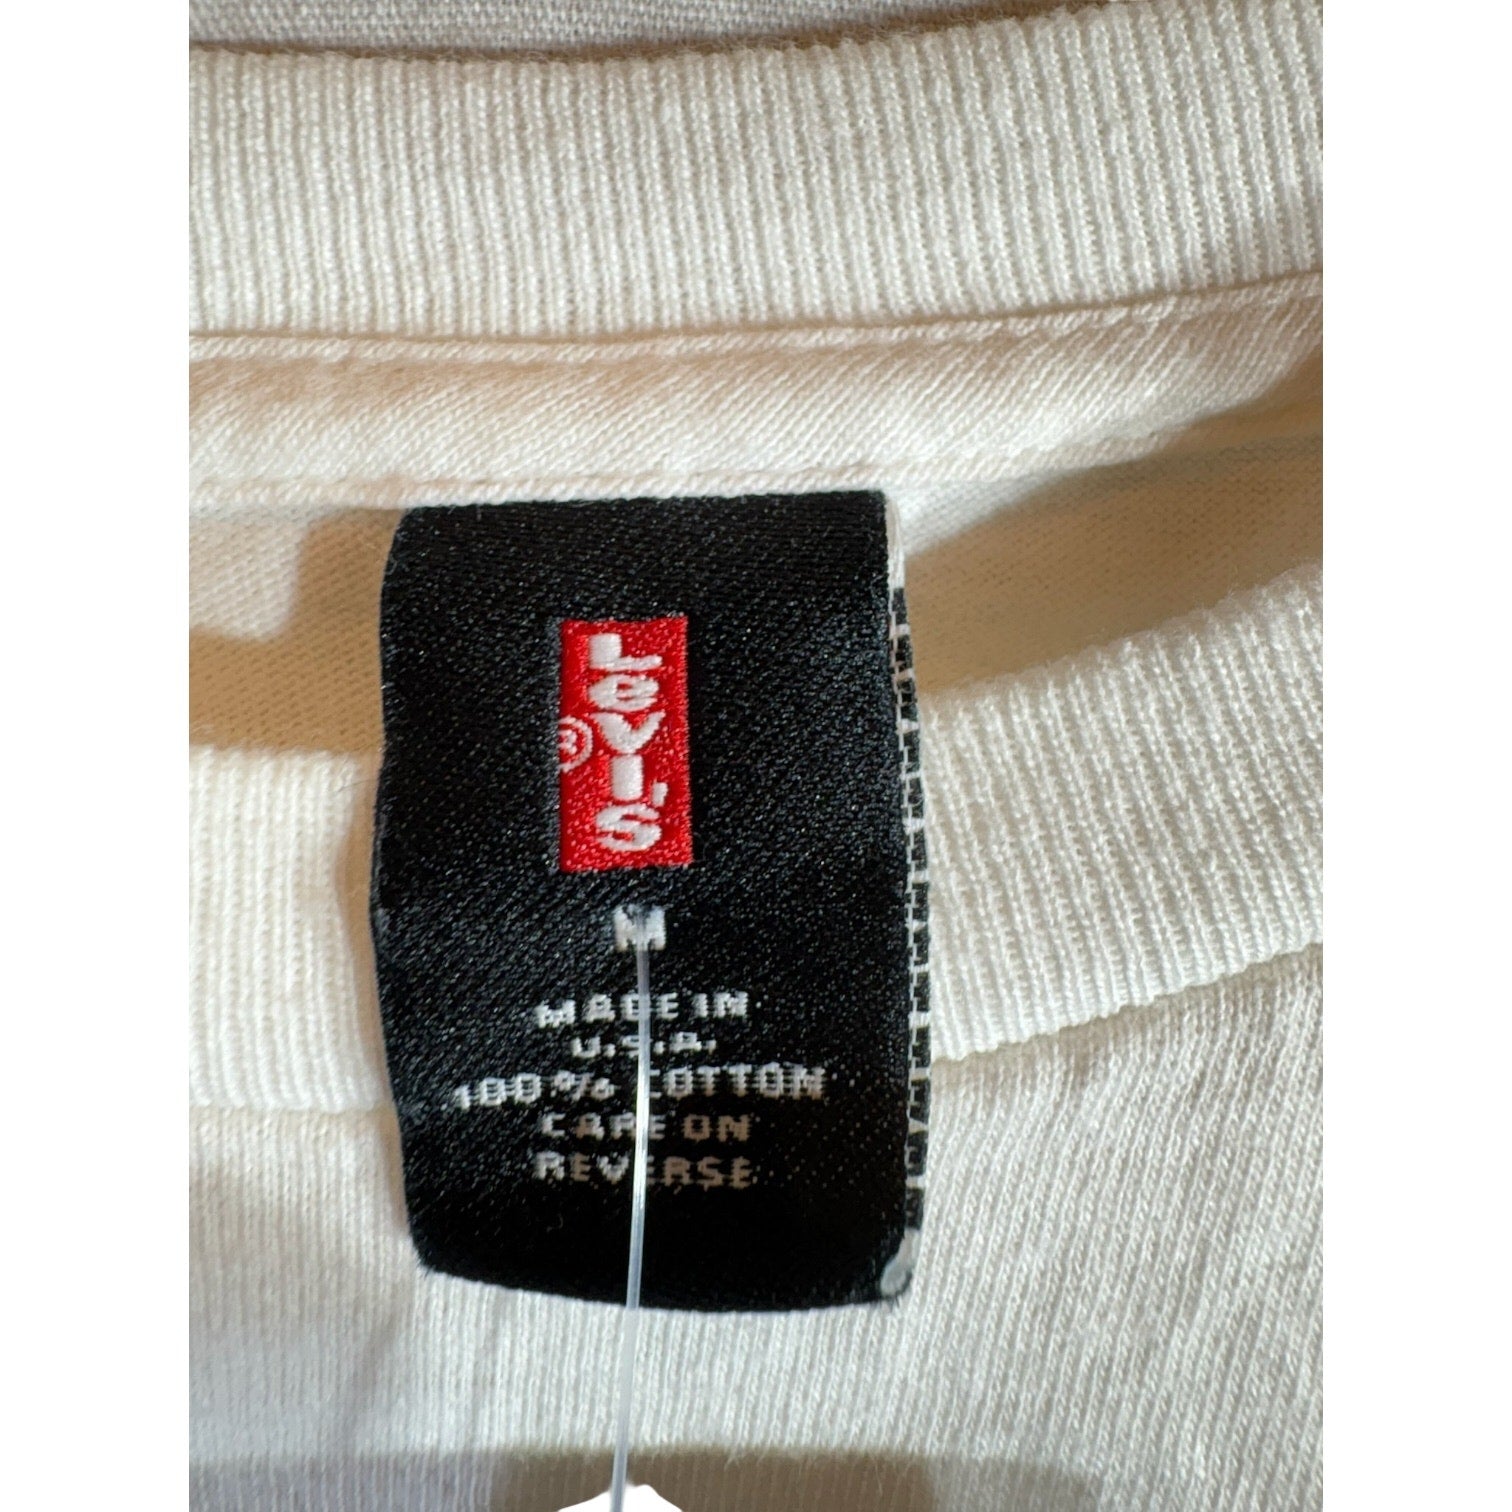 Levi's
®
M
MADE IN
U.S.A.
100% COTTON
CARE ON
REVERSE